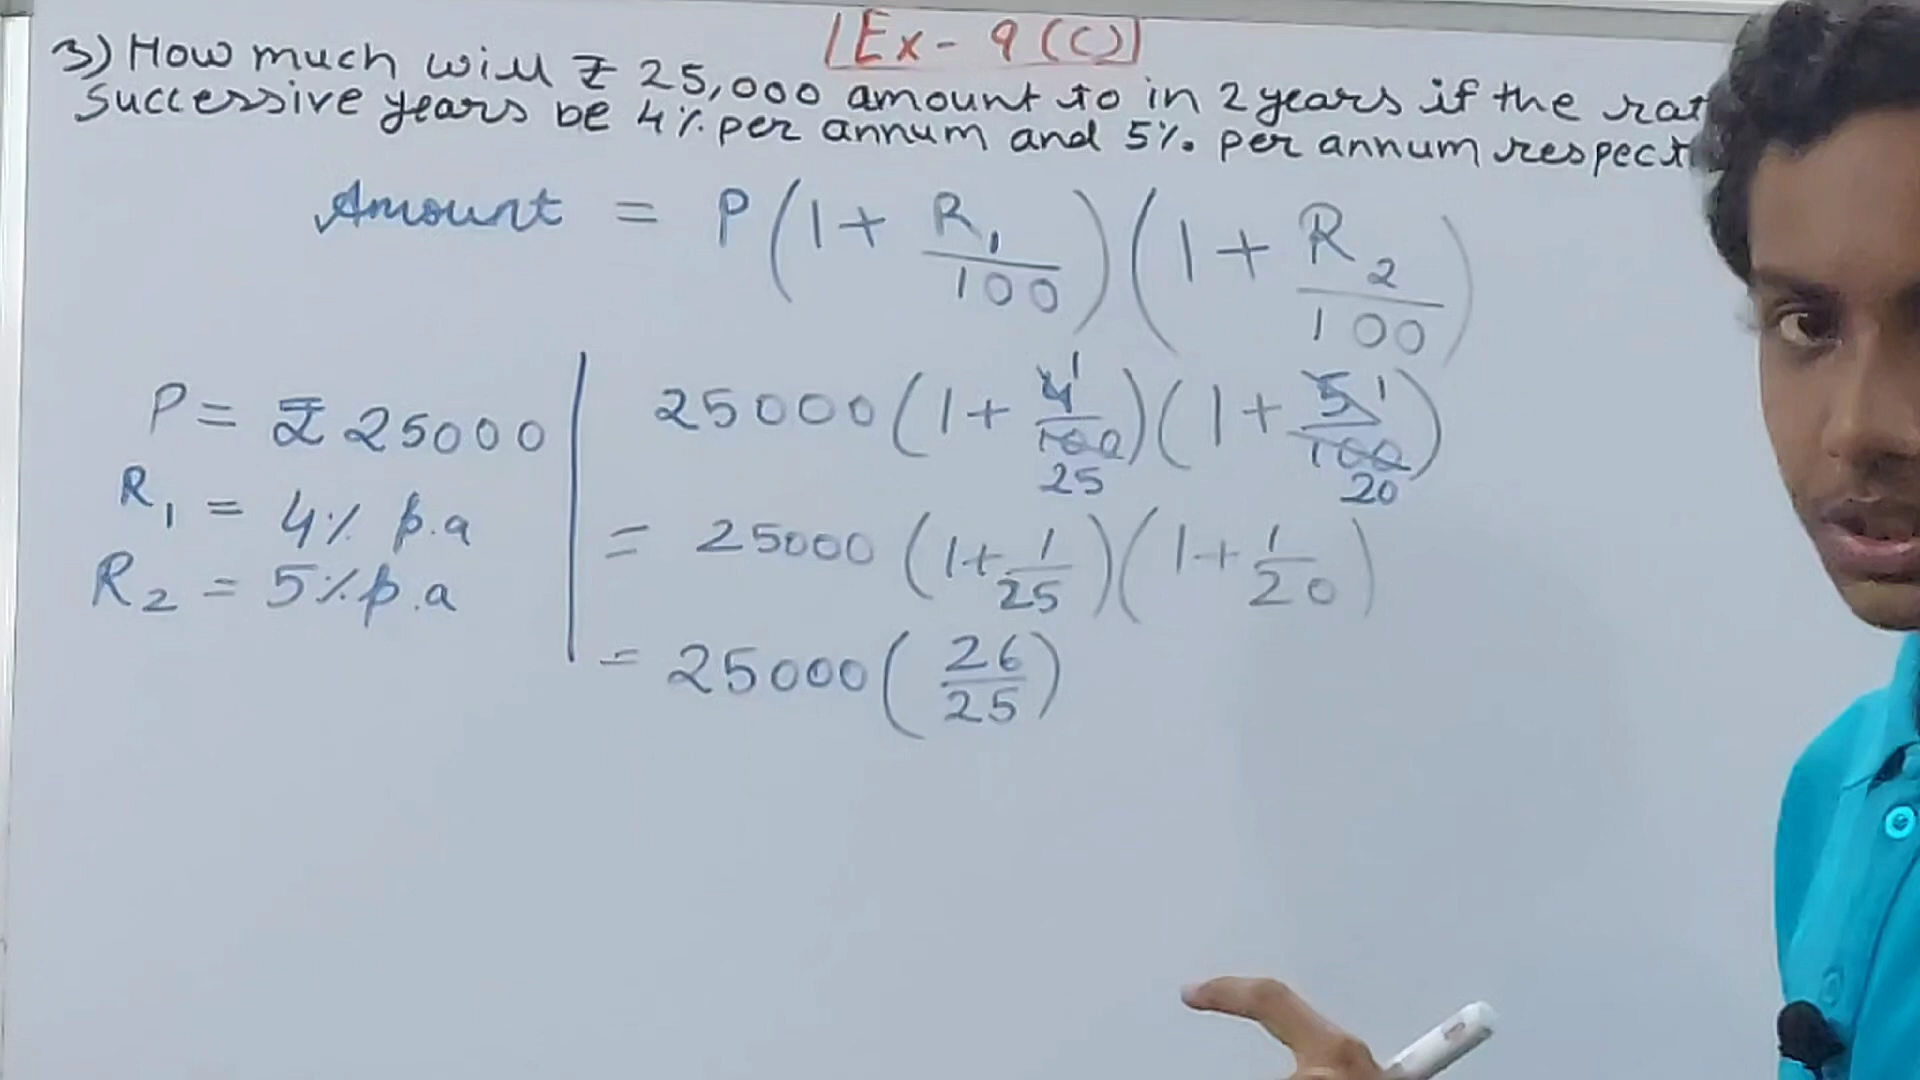 Ex - 9 (C)
3) How much will ₹ 25,000 amount to in 2 years if the
successive years be 4% per annum and 5% per annum
Amount = P(1 + R₁/100)(1 + R₂/100)
P = ₹ 25000
R₁ = 4% p.a
R₂ = 5% p.a
25000(1 + 4/100)(1 + 5/100)
1 25 1 20
= 25000(1 + 1/25)(1 + 1/20)
= 25000(26/25)